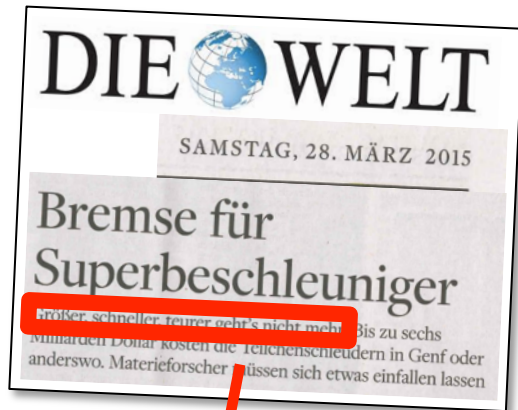 DIE WELT
SAMSTAG, 28. MÄRZ 2015
Bremse für
Superbeschleuniger
Größer, schneller, teurer geht's nicht mehr. Bis zu sechs
Milliarden Dollar kosten die Teilchenschleudern in Genf oder
anderswo. Materieforscher müssen sich etwas einfallen lassen